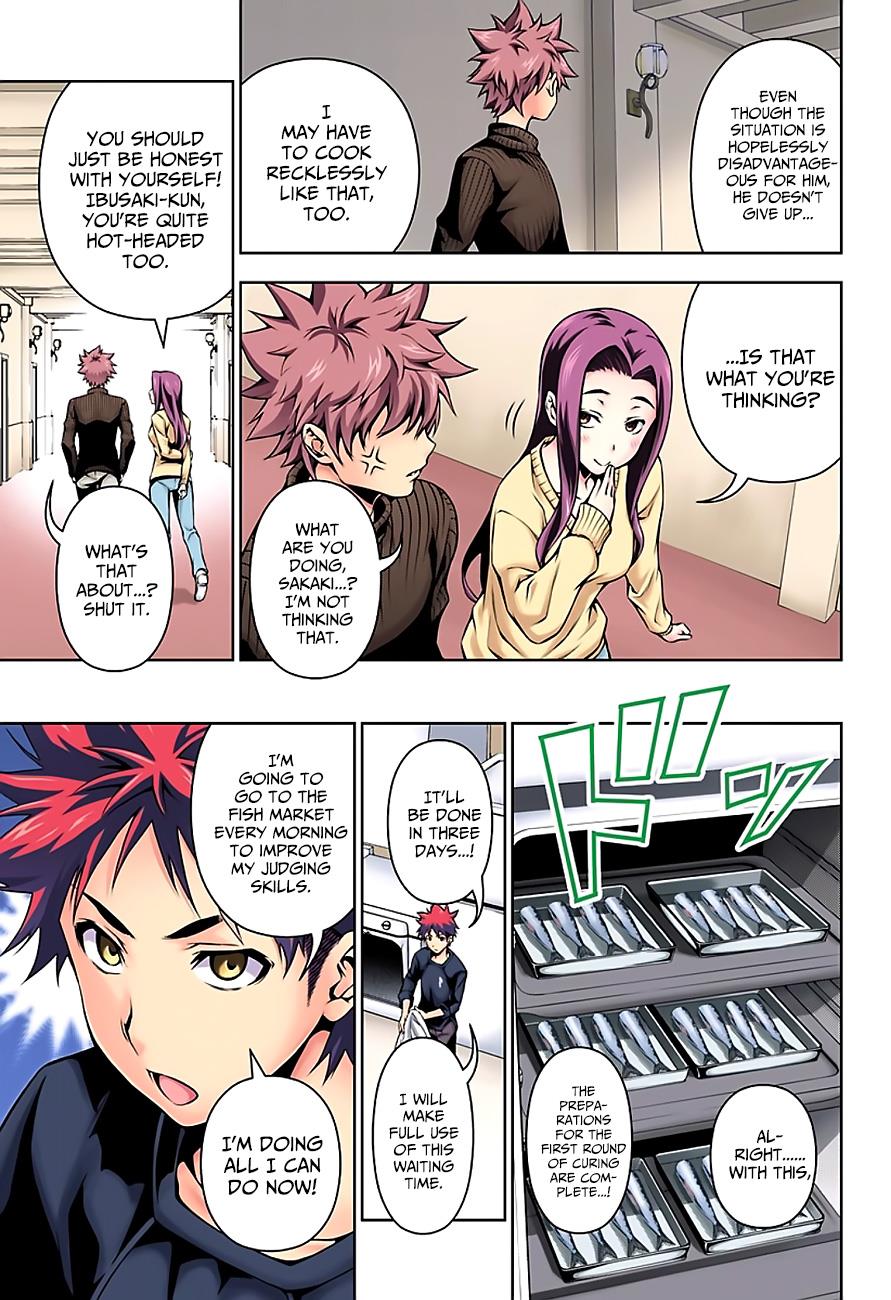 EVEN
THOUGH THE
SITUATION IS
HOPELESSLY
DISADVANTAGE-
OUS FOR HIM,
HE DOESN'T
GIVE UP...
I
MAY HAVE
TO COOK
RECKLESSLY
LIKE THAT,
TOO.
...IS THAT
WHAT YOU'RE
THINKING?
WHAT
ARE YOU
DOING,
SAKAKI...?
I'M NOT
THINKING
THAT.
YOU SHOULD
JUST BE HONEST
WITH YOURSELF!
IBUSAKI-KUN,
YOU'RE QUITE
HOT-HEADED
TOO.
WHAT'S
THAT
ABOUT...?
SHUT IT.
ドドッ
AL-
RIGHT......
WITH THIS,
THE
PREPA-
RATIONS
FOR THE
FIRST ROUND
OF CURING
ARE COM-
PLETE...!
IT'LL
BE DONE
IN THREE
DAYS...!
I WILL
MAKE
FULL USE
OF THIS
WAITING
TIME.
I'M
GOING TO
GO TO THE
FISH MARKET
EVERY MORNING
TO IMPROVE
MY JUDGING
SKILLS.
I'M DOING
ALL I CAN
DO NOW!